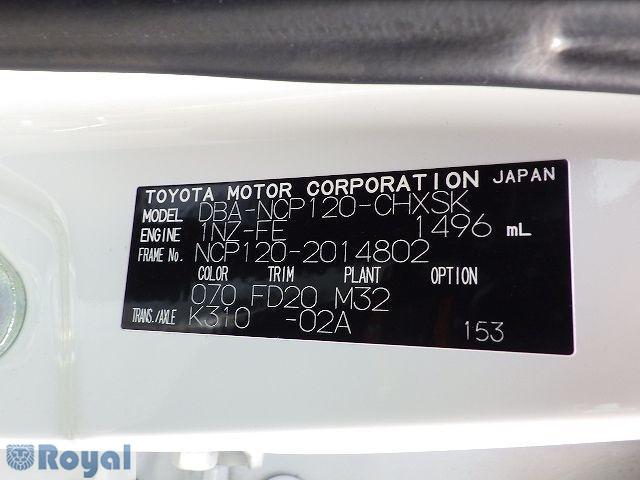 TOYOTA MOTOR CORPORATION JAPAN
MODEL DBA-NCP120-CHXSK
ENGINE 1NZ-FE 1496 mL
FRAME No. NCP120-2014802
COLOR TRIM PLANT OPTION
070 FD20 M32
TRANS./AXLE K310 -02A 153
Royal